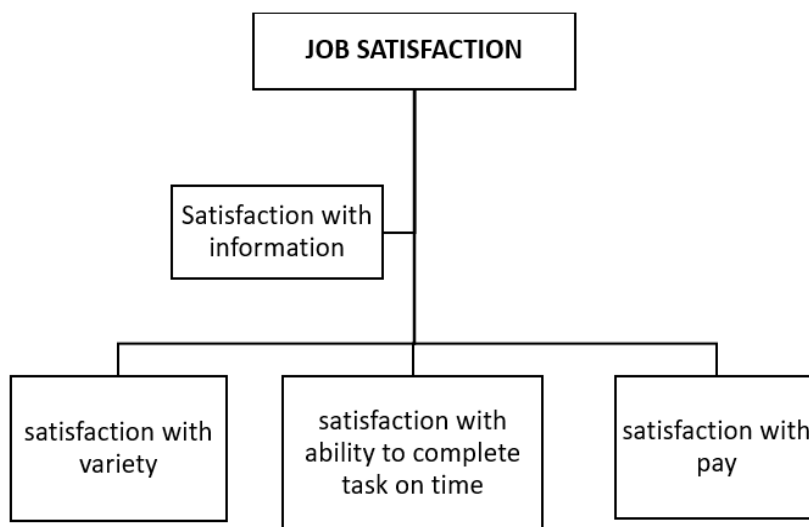 JOB SATISFACTION
Satisfaction with
information
satisfaction with
variety
satisfaction with
ability to complete
task on time
satisfaction with
pay